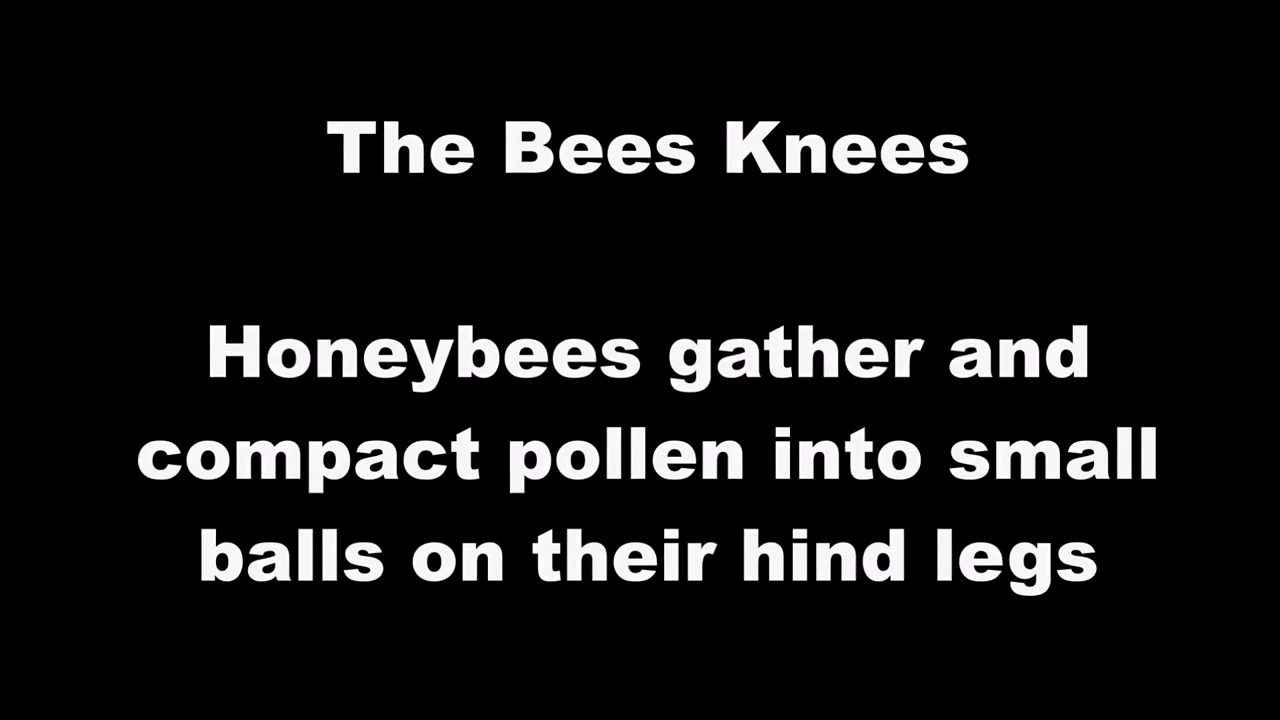 The Bees Knees
Honeybees gather and
compact pollen into small
balls on their hind legs